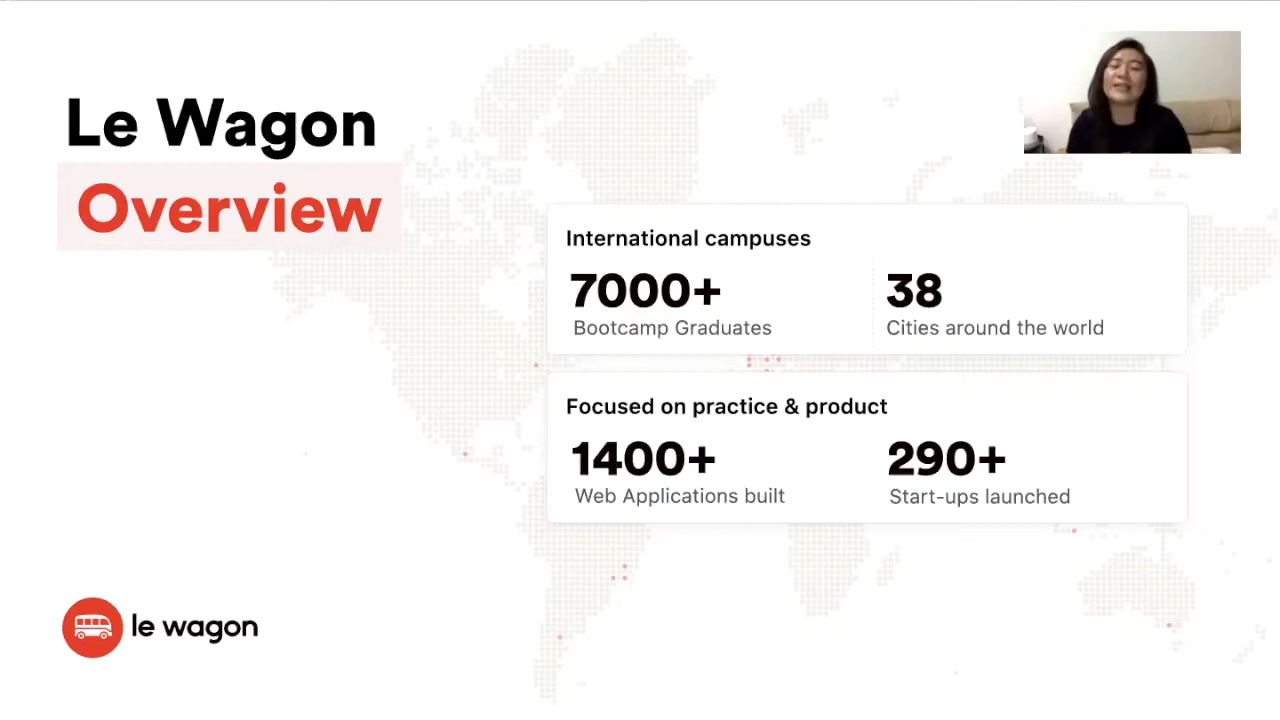 Le Wagon
Overview
International campuses
7000+
Bootcamp Graduates
38
Cities around the world
Focused on practice & product
1400+
Web Applications built
290+
Start-ups launched
le wagon